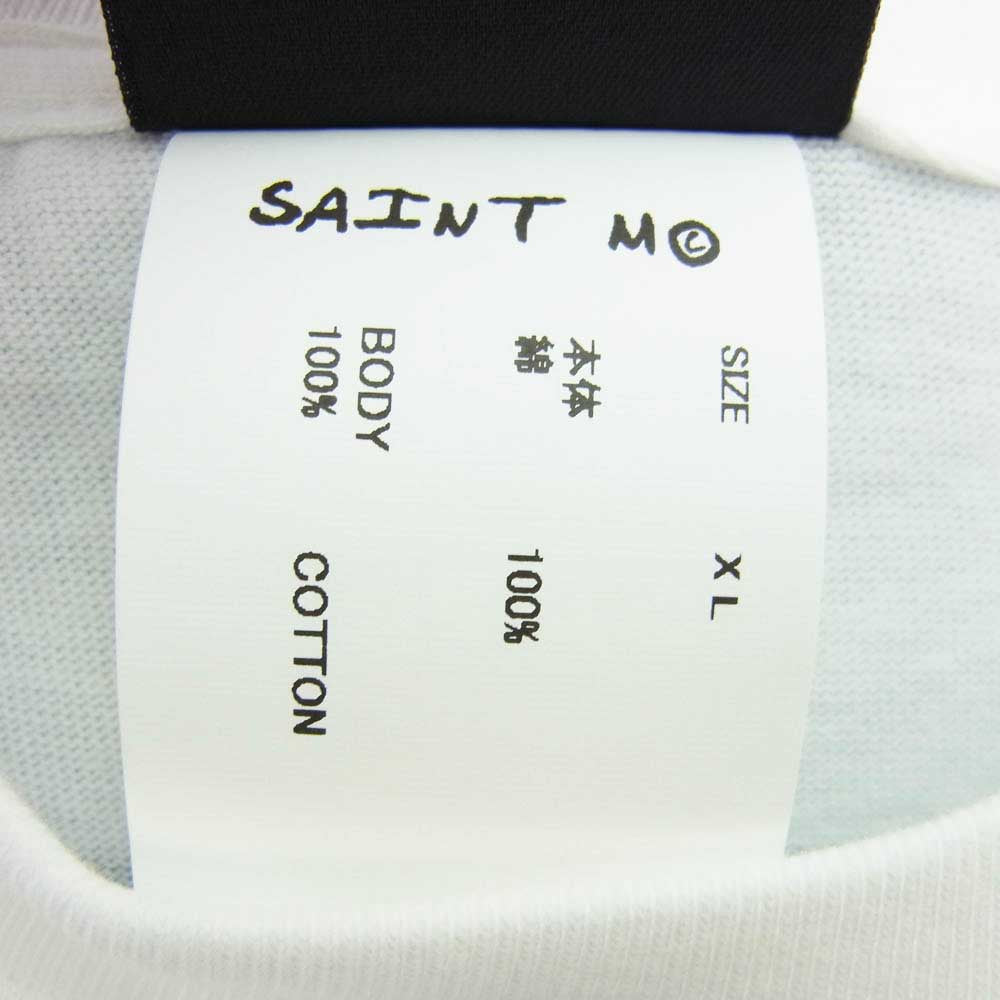 SAINT M©
SIZE XL
本体
綿 100%
BODY
100% COTTON